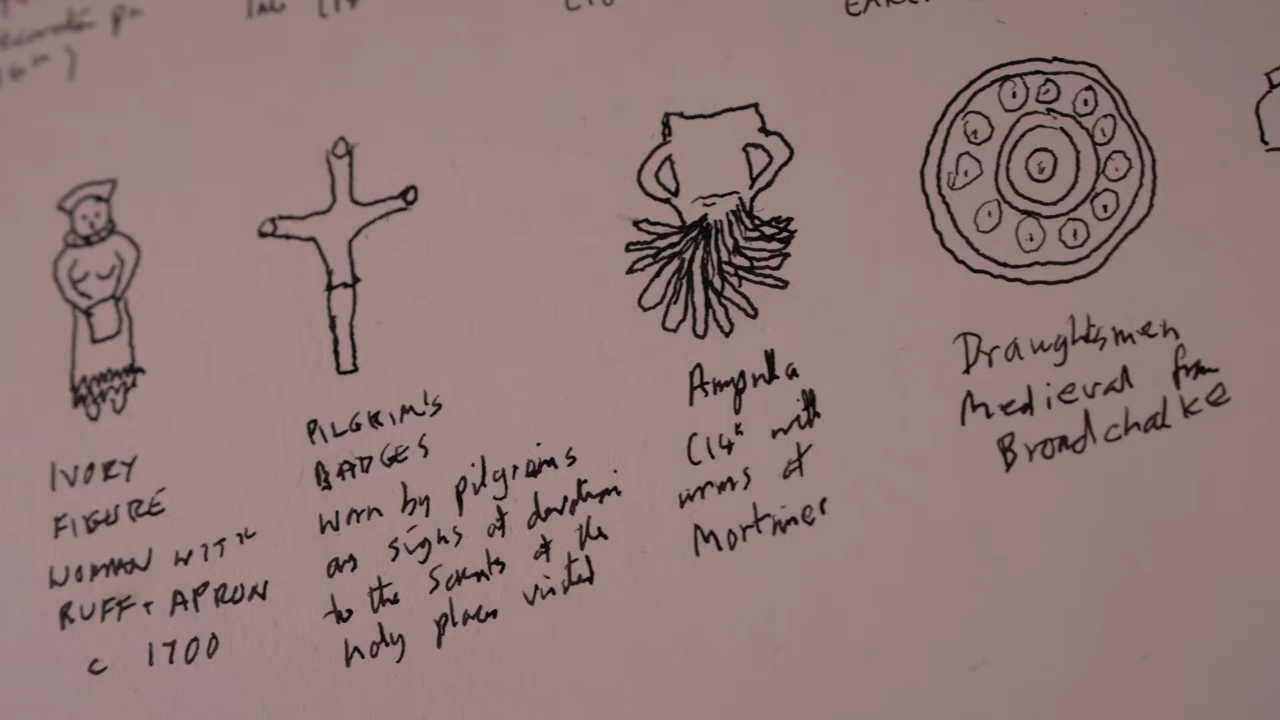 IVORY
FIGURE
WOMAN WITH
RUFF + APRON
c 1700
PILGRIM'S
BADGES
worn by pilgrims
as signs of devotion
to the Saints of the
holy places visited
Ampulla
C14th with
arms of
Mortimer
Draughtsmen
Medieval from
Broadchalke